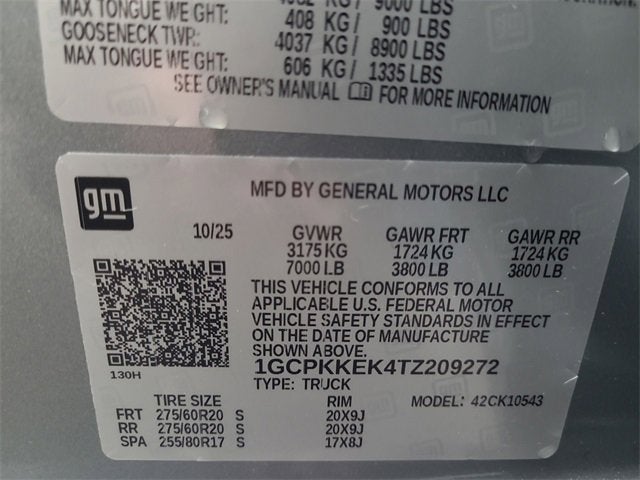 9000 LBS
MAX TONGUE WEIGHT: 408 KG/ 900 LBS
GOOSENECK TWR: 4037 KG/ 8900 LBS
MAX TONGUE WEIGHT: 606 KG/ 1335 LBS
SEE OWNER'S MANUAL FOR MORE INFORMATION
gm
MFD BY GENERAL MOTORS LLC
10/25 GVWR GAWR FRT GAWR RR
3175 KG 1724 KG 1724 KG
7000 LB 3800 LB 3800 LB
THIS VEHICLE CONFORMS TO ALL
APPLICABLE U.S. FEDERAL MOTOR
VEHICLE SAFETY STANDARDS IN EFFECT
ON THE DATE OF MANUFACTURE
SHOWN ABOVE.
1GCPKKEK4TZ209272
130H
TYPE: TRUCK
TIRE SIZE RIM MODEL: 42CK10543
FRT 275/60R20 S 20X9J
RR 275/60R20 S 20X9J
SPA 255/80R17 S 17X8J